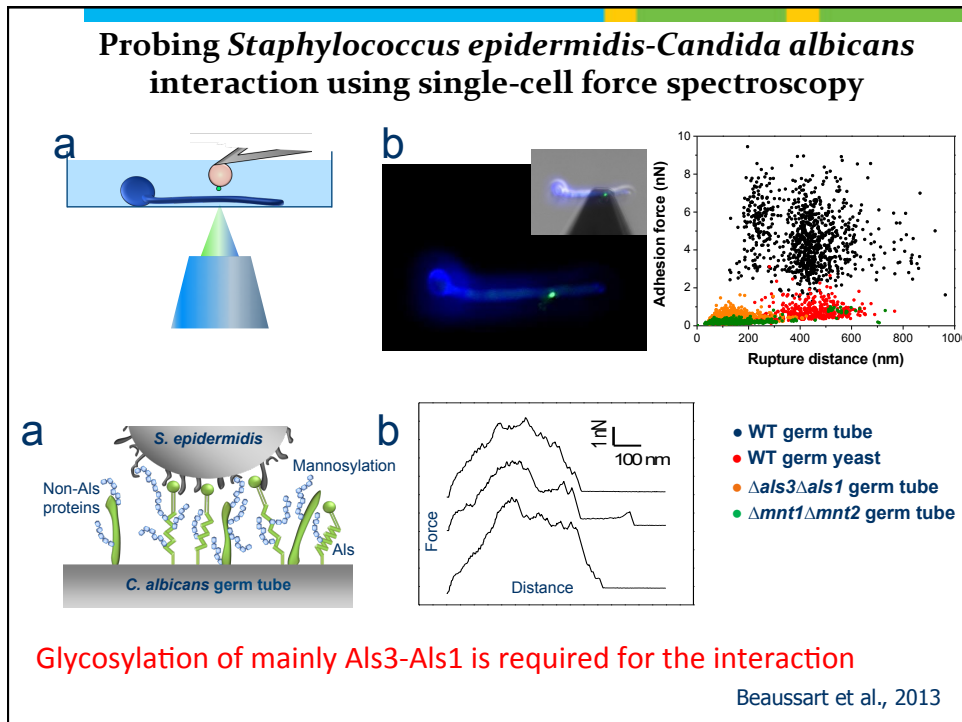 Probing Staphylococcus epidermidis-Candida albicans
interaction using single-cell force spectroscopy
a
b
Adhesion force (nN)
10
8
6
4
2
0
0
200
400
600
800
1000
Rupture distance (nm)
a
S. epidermidis
Mannosylation
Non-Als
proteins
Als
C. albicans germ tube
b
1 nN
100 nm
Force
Distance
• WT germ tube
• WT germ yeast
• Δals3Δals1 germ tube
• Δmnt1Δmnt2 germ tube
Glycosylation of mainly Als3-Als1 is required for the interaction
Beaussart et al., 2013